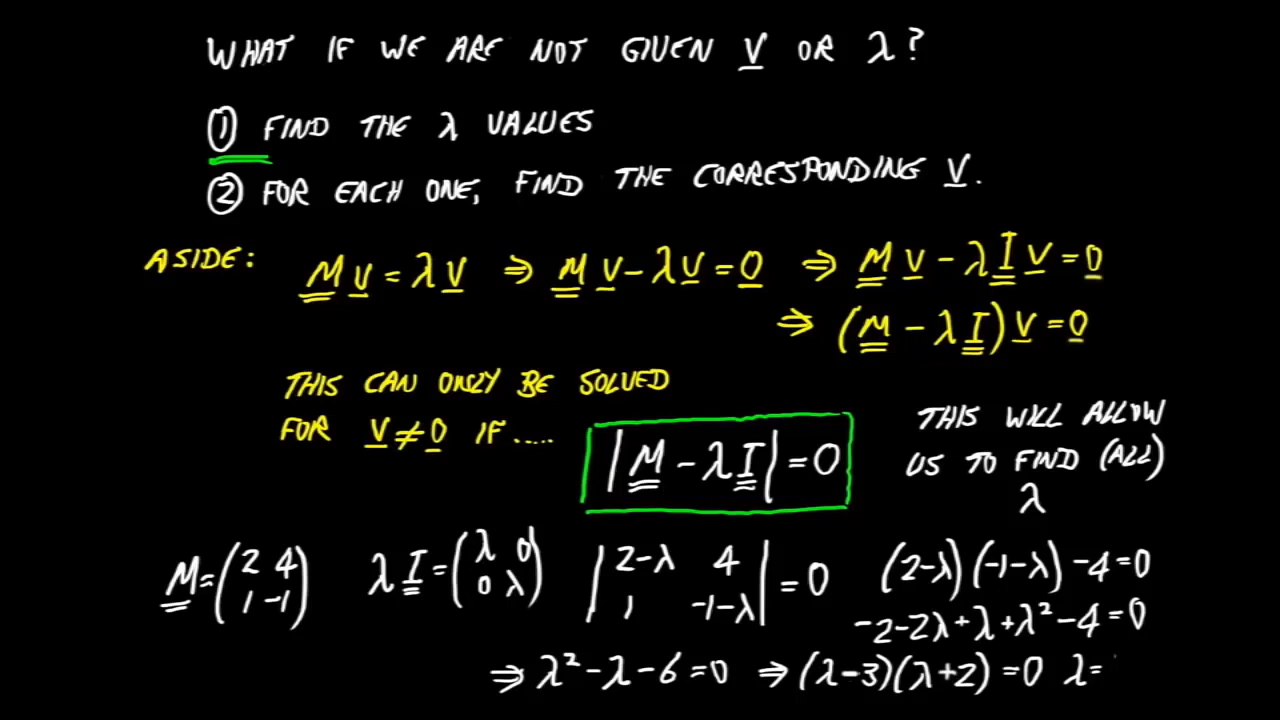 WHAT IF WE ARE NOT GIVEN V OR λ?
① FIND THE λ VALUES
② FOR EACH ONE, FIND THE CORRESPONDING V.
ASIDE: M V = λ V ⇒ M V - λ V = 0 ⇒ M V - λ I V = 0
⇒ (M - λ I) V = 0
THIS CAN ONLY BE SOLVED
FOR V ≠ 0 IF .....
|M - λ I| = 0
THIS WILL ALLOW
US TO FIND (ALL)
λ
M = (2 4
1 -1) λ I = (λ 0
0 λ) |2-λ 4
1 -1-λ| = 0 (2-λ)(-1-λ) - 4 = 0
-2-2λ+λ+λ² - 4 = 0
⇒ λ² - λ - 6 = 0 ⇒ (λ-3)(λ+2) = 0 λ =